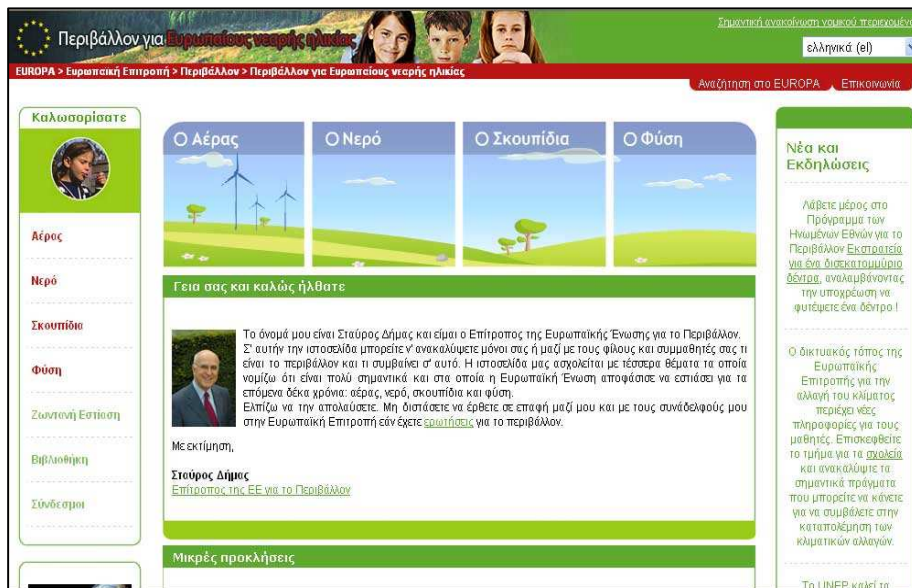 Σημαντική ανακοίνωση νομικού περιεχομένο
Περιβάλλον για Ευρωπαίους νεαρής ηλικίας
ελληνικά (el)
EUROPA > Ευρωπαϊκή Επιτροπή > Περιβάλλον > Περιβάλλον για Ευρωπαίους νεαρής ηλικίας
Αναζήτηση στο EUROPA
Επικοινωνία
Καλωσορίσατε
Αέρας
Νερό
Σκουπίδια
Φύση
Ζωντανή Εστίαση
Βιβλιοθήκη
Σύνδεσμοι
Ο Αέρας
Ο Νερό
Ο Σκουπίδια
Ο Φύση
Γεια σας και καλώς ήλθατε
Το όνομά μου είναι Σταύρος Δήμας και είμαι ο Επίτροπος της Ευρωπαϊκής Ένωσης για το Περιβάλλον.
Σ' αυτήν την ιστοσελίδα μπορείτε ν' ανακαλύψετε μόνοι σας ή μαζί με τους φίλους και συμμαθητές σας τι
είναι το περιβάλλον και τι συμβαίνει σ' αυτό. Η ιστοσελίδα μας ασχολείται με τέσσερα θέματα τα οποία
νομίζω ότι είναι πολύ σημαντικά και στα οποία η Ευρωπαϊκή Ένωση αποφάσισε να εστιάσει για τα
επόμενα δέκα χρόνια: αέρας, νερό, σκουπίδια και φύση.
Ελπίζω να την απολαύσετε. Μη διστάσετε να έρθετε σε επαφή μαζί μου και με τους συνάδελφούς μου
στην Ευρωπαϊκή Επιτροπή εάν έχετε ερωτήσεις για το περιβάλλον.
Με εκτίμηση,
Σταύρος Δήμας
Επίτροπος της ΕΕ για το Περιβάλλον
Μικρές προκλήσεις
Νέα και
Εκδηλώσεις
Λάβετε μέρος στο
Πρόγραμμα των
Ηνωμένων Εθνών για το
Περιβάλλον Εκστρατεία
για ένα δισεκατομμύριο
δέντρα, αναλαμβάνοντας
την υποχρέωση να
φυτέψετε ένα δέντρο !
Ο δικτυακός τόπος της
Ευρωπαϊκής
Επιτροπής για την
αλλαγή του κλίματος
περιέχει νέες
πληροφορίες για τους
μαθητές. Επισκεφθείτε
το τμήμα για τα σχολεία
και ανακαλύψτε τα
σημαντικά πράγματα
που μπορείτε να κάνετε
για να συμβάλετε στην
καταπολέμηση των
κλιματικών αλλαγών.
Το UNEP καλεί τα